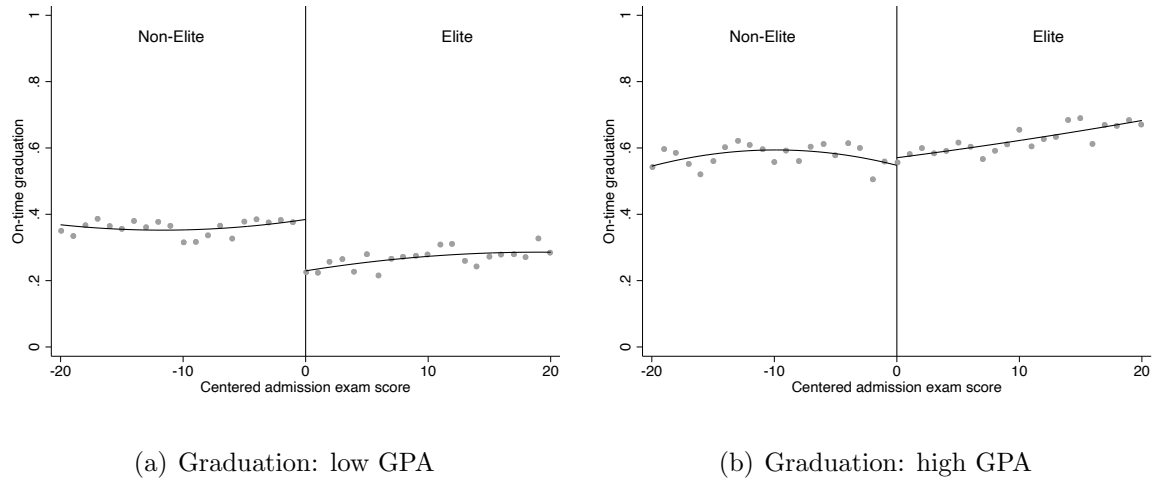 Non-Elite
Elite
On-time graduation
0
.2
.4
.6
.8
1
-20
-10
0
10
20
Centered admission exam score
(a) Graduation: low GPA
Non-Elite
Elite
On-time graduation
0
.2
.4
.6
.8
1
-20
-10
0
10
20
Centered admission exam score
(b) Graduation: high GPA